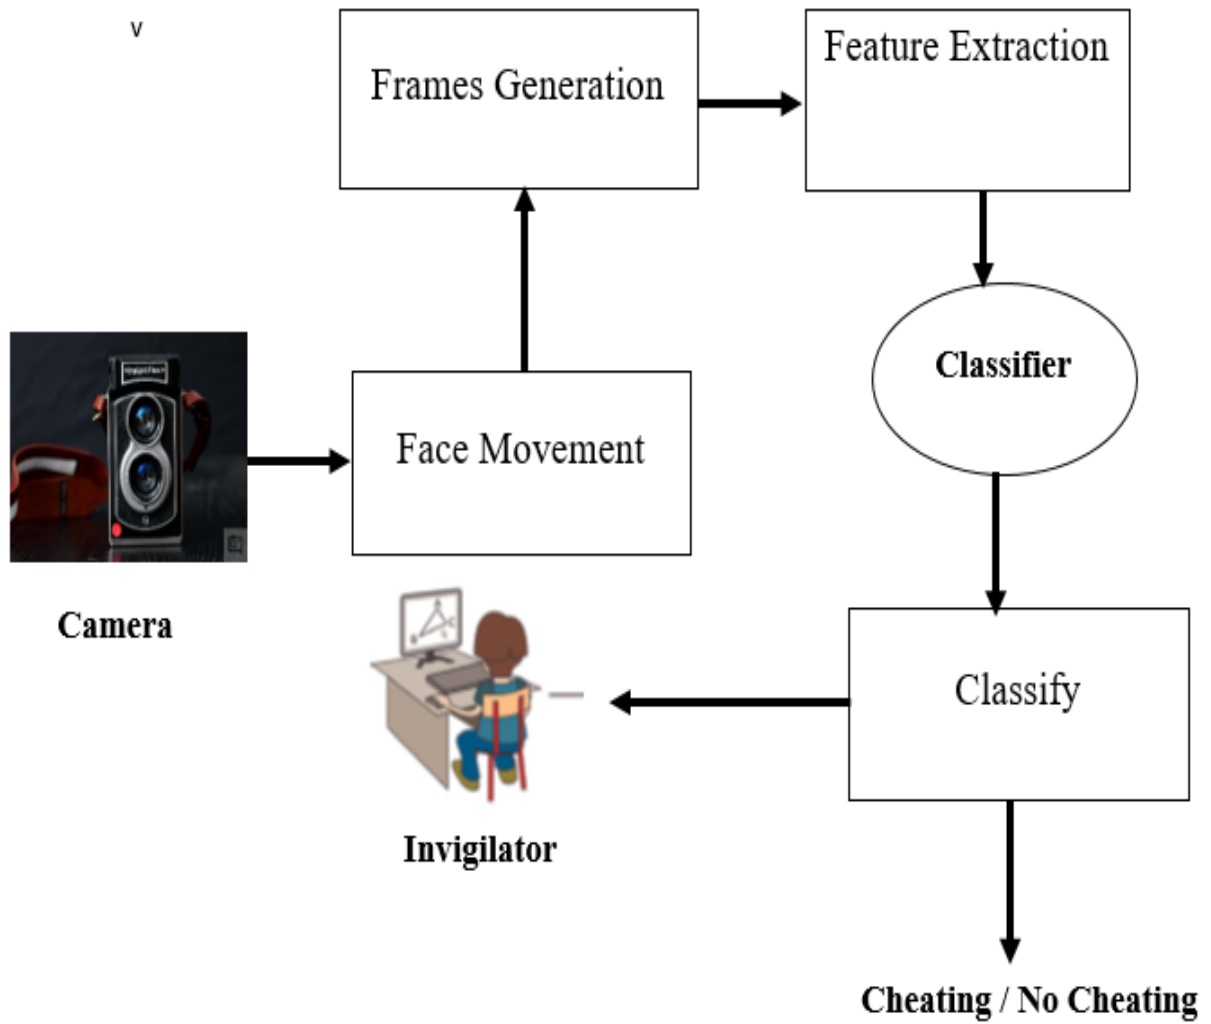 v
Frames Generation
Feature Extraction
Classifier
Face Movement
Camera
Classify
Invigilator
Cheating / No Cheating